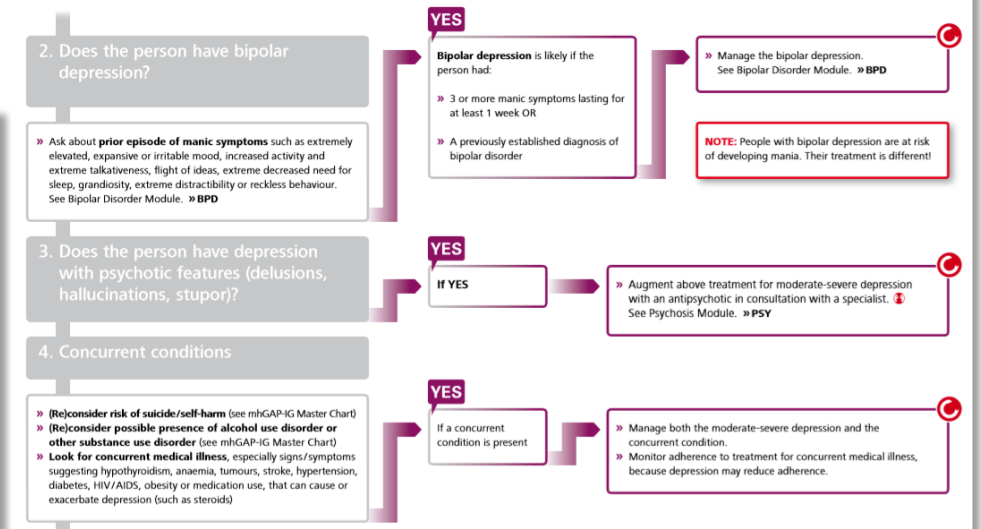 YES
2. Does the person have bipolar
depression?
Bipolar depression is likely if the
person had:
» 3 or more manic symptoms lasting for
at least 1 week OR
» A previously established diagnosis of
bipolar disorder
» Manage the bipolar depression.
See Bipolar Disorder Module. » BPD
NOTE: People with bipolar depression are at risk
of developing mania. Their treatment is different!
» Ask about prior episode of manic symptoms such as extremely
elevated, expansive or irritable mood, increased activity and
extreme talkativeness, flight of ideas, extreme decreased need for
sleep, grandiosity, extreme distractibility or reckless behaviour.
See Bipolar Disorder Module. » BPD
3. Does the person have depression
with psychotic features (delusions,
hallucinations, stupor)?
YES
If YES
» Augment above treatment for moderate-severe depression
with an antipsychotic in consultation with a specialist.
See Psychosis Module. » PSY
4. Concurrent conditions
» (Re)consider risk of suicide/self-harm (see mhGAP-IG Master Chart)
» (Re)consider possible presence of alcohol use disorder or
other substance use disorder (see mhGAP-IG Master Chart)
» Look for concurrent medical illness, especially signs/symptoms
suggesting hypothyroidism, anaemia, tumours, stroke, hypertension,
diabetes, HIV/AIDS, obesity or medication use, that can cause or
exacerbate depression (such as steroids)
YES
If a concurrent
condition is present
» Manage both the moderate-severe depression and the
concurrent condition.
» Monitor adherence to treatment for concurrent medical illness,
because depression may reduce adherence.